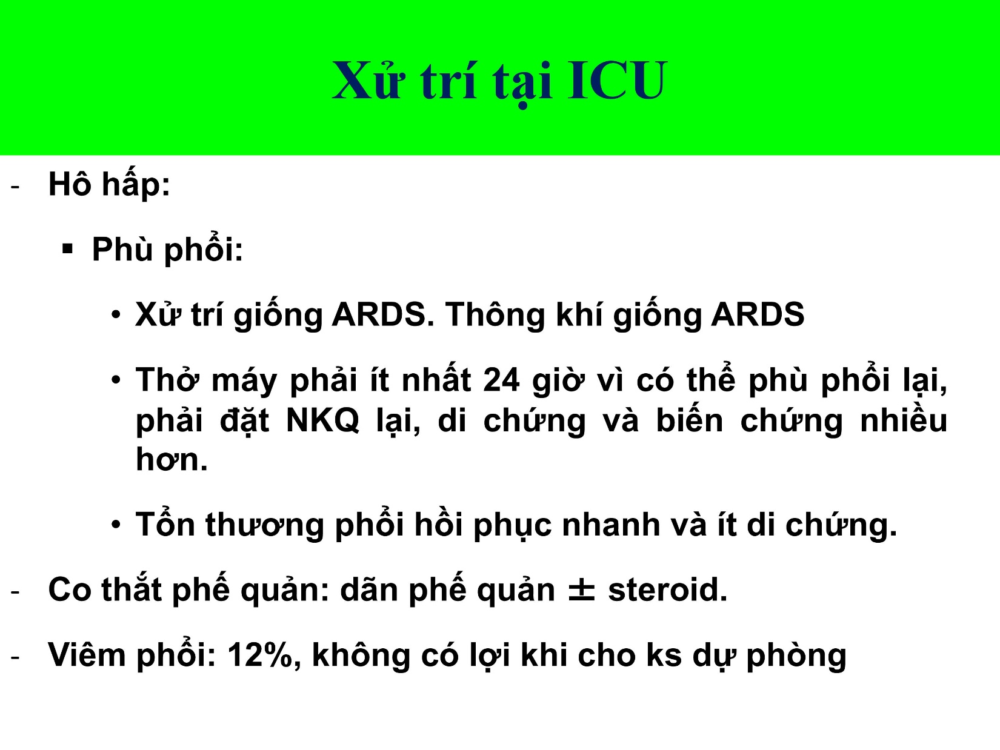 Xử trí tại ICU
- Hô hấp:
▪ Phù phổi:
• Xử trí giống ARDS. Thông khí giống ARDS
• Thở máy phải ít nhất 24 giờ vì có thể phù phổi lại,
phải đặt NKQ lại, di chứng và biến chứng nhiều
hơn.
• Tổn thương phổi hồi phục nhanh và ít di chứng.
- Co thắt phế quản: dãn phế quản ± steroid.
- Viêm phổi: 12%, không có lợi khi cho ks dự phòng